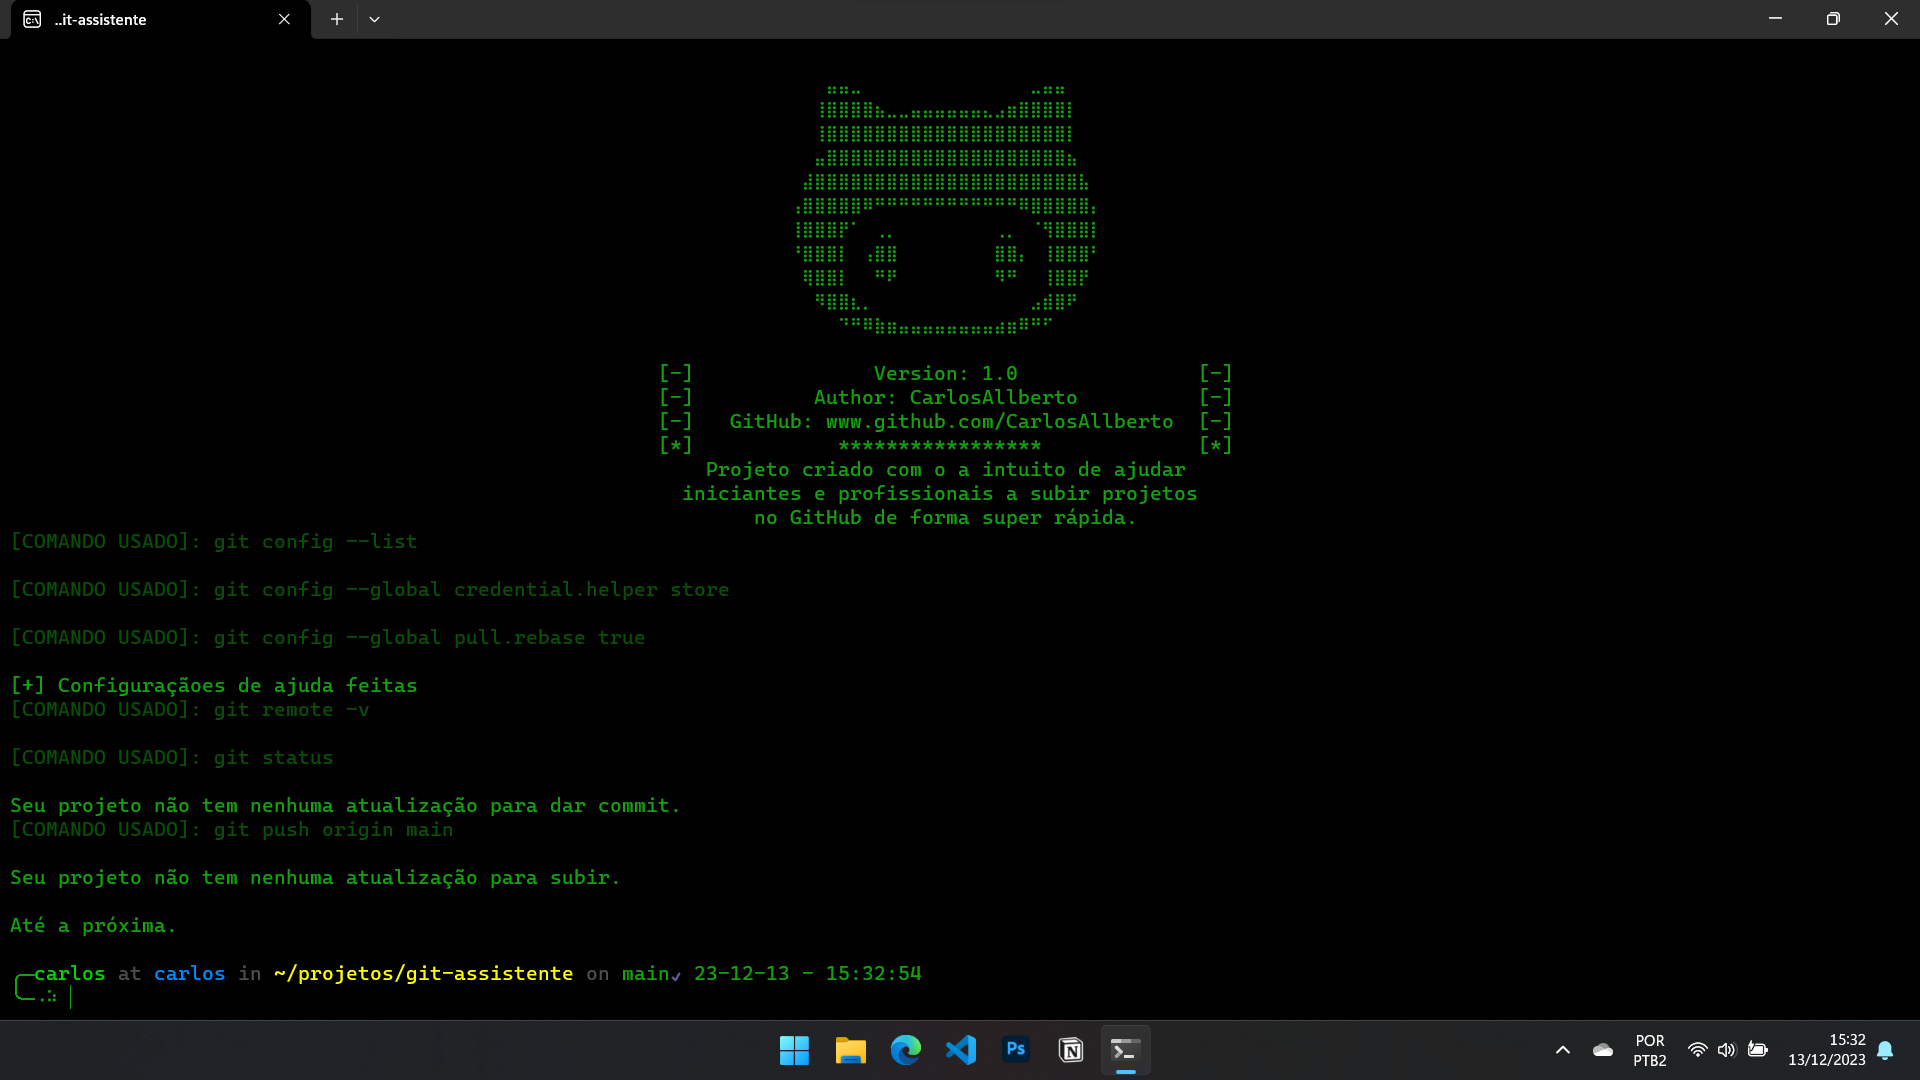 ..it-assistente
[-] Version: 1.0 [-]
[-] Author: CarlosAllberto [-]
[-] GitHub: www.github.com/CarlosAllberto [-]
[*] ***************** [*]
Projeto criado com o a intuito de ajudar
iniciantes e profissionais a subir projetos
no GitHub de forma super rápida.
[COMANDO USADO]: git config --list
[COMANDO USADO]: git config --global credential.helper store
[COMANDO USADO]: git config --global pull.rebase true
[+] Configuraçãoes de ajuda feitas
[COMANDO USADO]: git remote -v
[COMANDO USADO]: git status
Seu projeto não tem nenhuma atualização para dar commit.
[COMANDO USADO]: git push origin main
Seu projeto não tem nenhuma atualização para subir.
Até a próxima.
carlos at carlos in ~/projetos/git-assistente on main✔ 23-12-13 - 15:32:54
Ps
POR
PTB2
15:32
13/12/2023